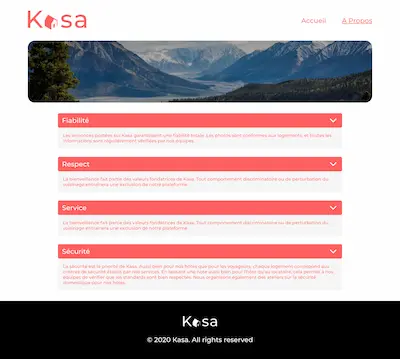 Kasa
Accueil A Propos
Fiabilité
Les annonces postées sur Kasa garantissent une fiabilité totale. Les photos sont conformes aux logements, et toutes les
informations sont régulièrement vérifiées par nos équipes.
Respect
La bienveillance fait partie des valeurs fondatrices de Kasa. Tout comportement discriminatoire ou de perturbation du
voisinage entraînera une exclusion de notre plateforme.
Service
La bienveillance fait partie des valeurs fondatrices de Kasa. Tout comportement discriminatoire ou de perturbation du
voisinage entraînera une exclusion de notre plateforme.
Sécurité
La sécurité est la priorité de Kasa. Aussi bien pour nos hôtes que pour les voyageurs, chaque logement correspond aux
critères de sécurité établis par nos services. En laissant une note aussi bien à l'hôte qu'au locataire, cela permet à nos
équipes de vérifier que les standards sont bien respectés. Nous organisons également des ateliers sur la sécurité
domestique pour nos hôtes.
Kasa
© 2020 Kasa. All rights reserved